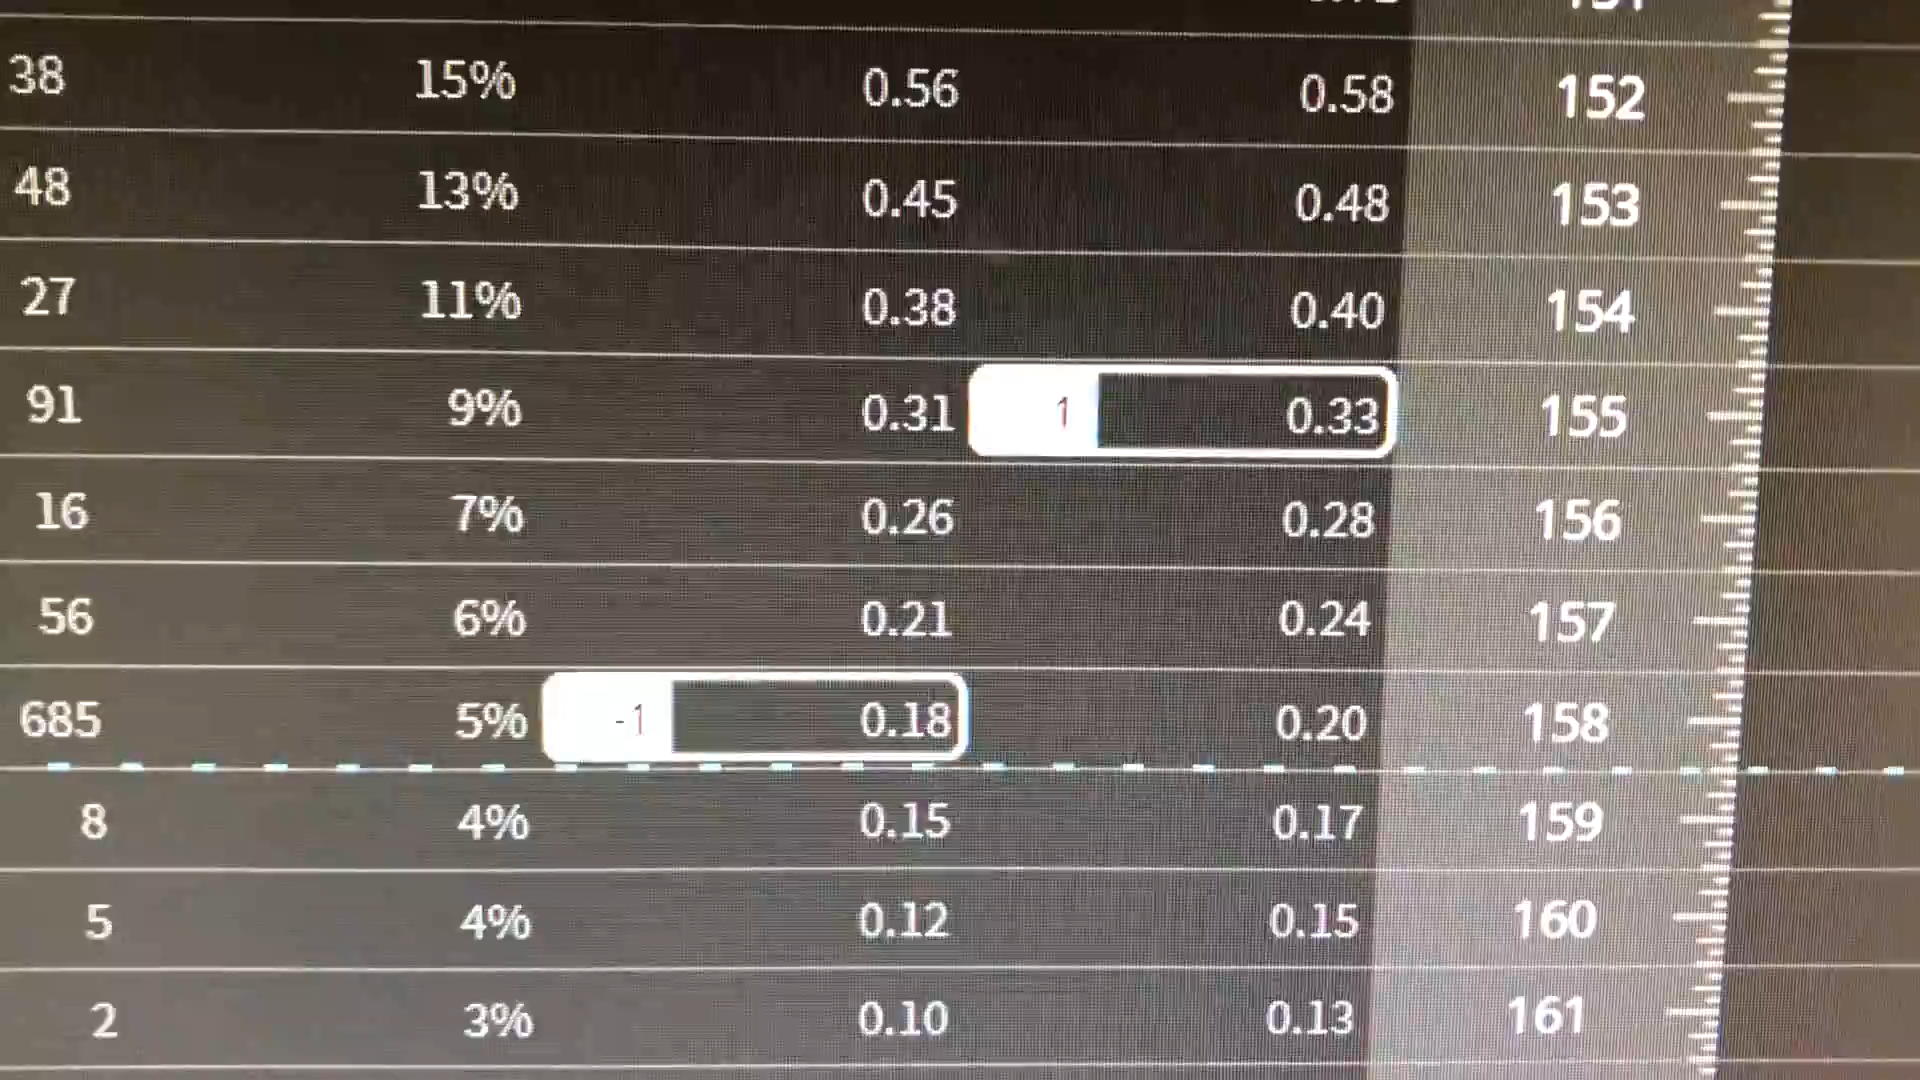 38 15% 0.56 0.58 152
48 13% 0.45 0.48 153
27 11% 0.38 0.40 154
91 9% 0.31 1 0.33 155
16 7% 0.26 0.28 156
56 6% 0.21 0.24 157
685 5% -1 0.18 0.20 158
8 4% 0.15 0.17 159
5 4% 0.12 0.15 160
2 3% 0.10 0.13 161